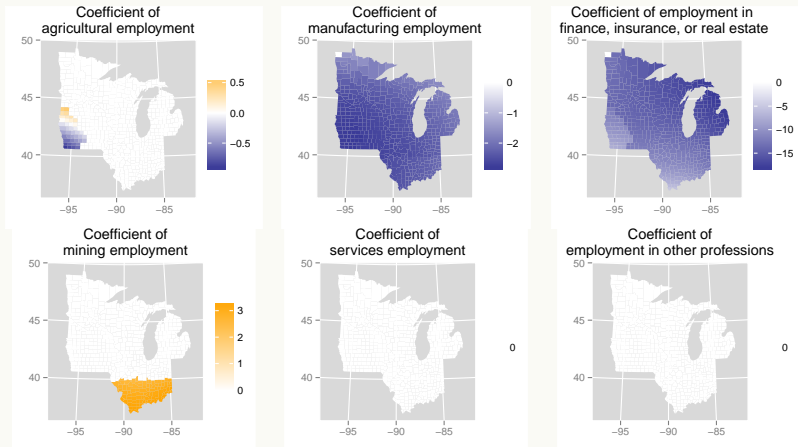 Coefficient of
agricultural employment
50
45
40
−95 −90 −85
0.5
0.0
−0.5
Coefficient of
manufacturing employment
50
45
40
−95 −90 −85
0
−1
−2
Coefficient of employment in
finance, insurance, or real estate
50
45
40
−95 −90 −85
0
−5
−10
−15
Coefficient of
mining employment
50
45
40
−95 −90 −85
3
2
1
0
Coefficient of
services employment
50
45
40
−95 −90 −85
0
Coefficient of
employment in other professions
50
45
40
−95 −90 −85
0